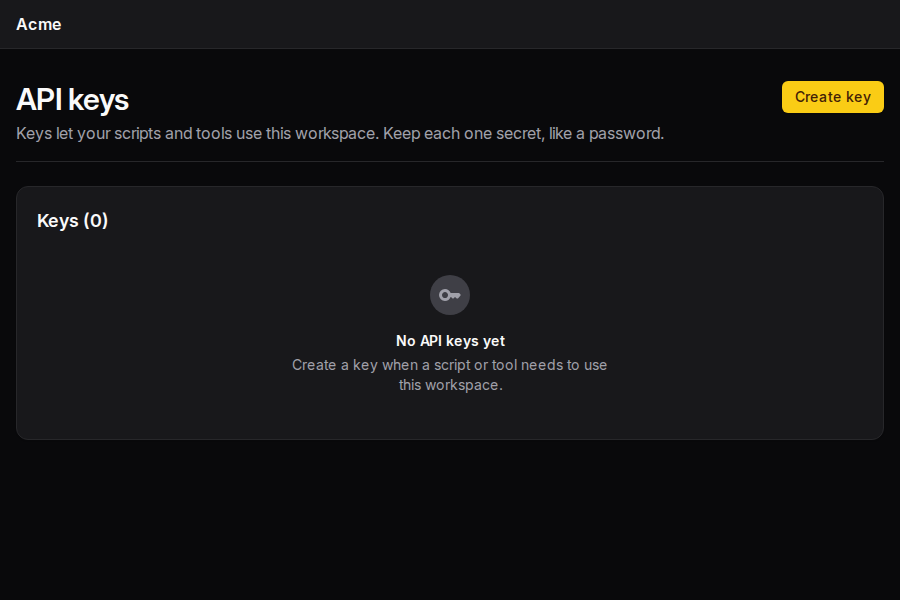 Acme
API keys
Create key
Keys let your scripts and tools use this workspace. Keep each one secret, like a password.
Keys (0)
No API keys yet
Create a key when a script or tool needs to use
this workspace.